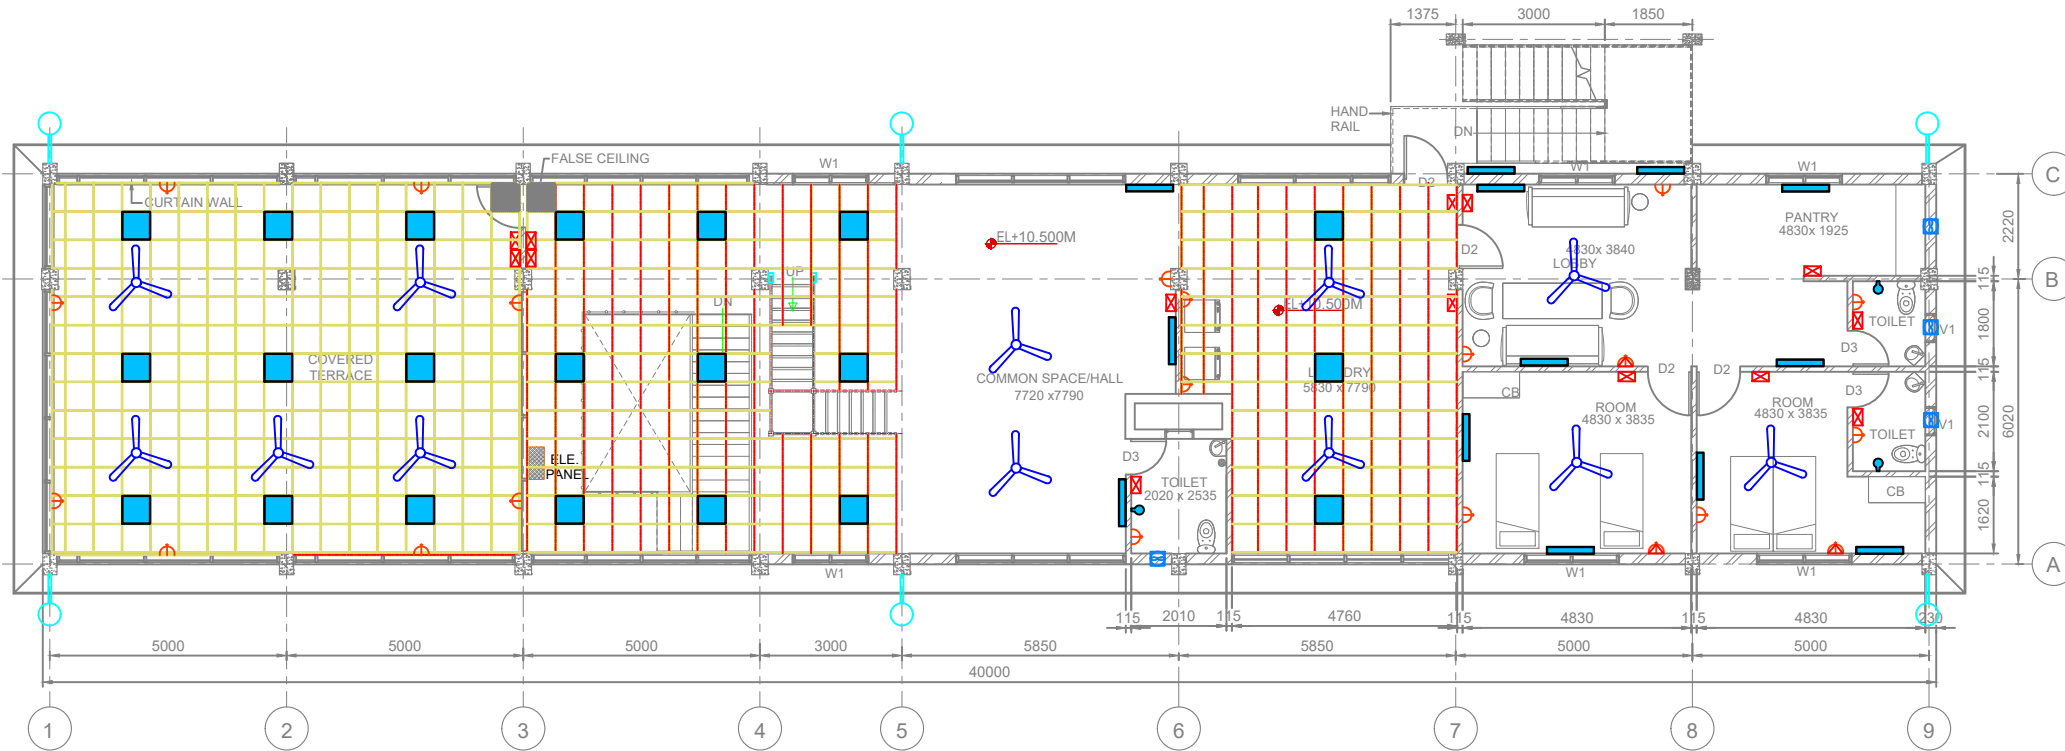 1375
3000
1850
HAND
RAIL
DN
FALSE CEILING
W1
W1
W1
C
D2
CURTAIN WALL
PANTRY
4830x 1925
2220
EL+10.500M
D2
4830x 3840
LOBBY
UP
B
115
DN
EL+10.500M
TOILET
V1
1800
D3
COVERED
TERRACE
COMMON SPACE/HALL
7720 x7790
5830 x7790
D2
D2
115
CB
D3
ROOM
4830 x 3835
ROOM
4830 x 3835
TOILET
V1
2100
6020
ELE.
PANEL
D3
TOILET
2020 x 2535
115
CB
1620
W1
W1
W1
A
115
2010
115
4760
115
4830
115
4830
230
5000
5000
5000
3000
5850
5850
5000
5000
40000
1
2
3
4
5
6
7
8
9